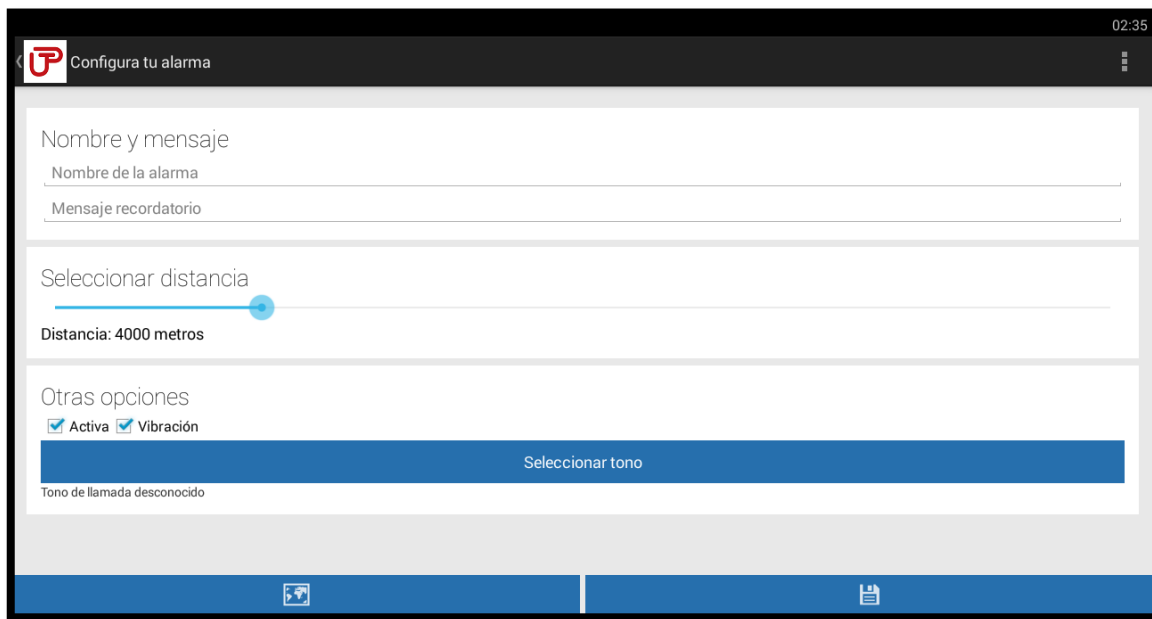 02:35
UTP Configura tu alarma
Nombre y mensaje
Nombre de la alarma
Mensaje recordatorio
Seleccionar distancia
Distancia: 4000 metros
Otras opciones
Activa Vibración
Seleccionar tono
Tono de llamada desconocido